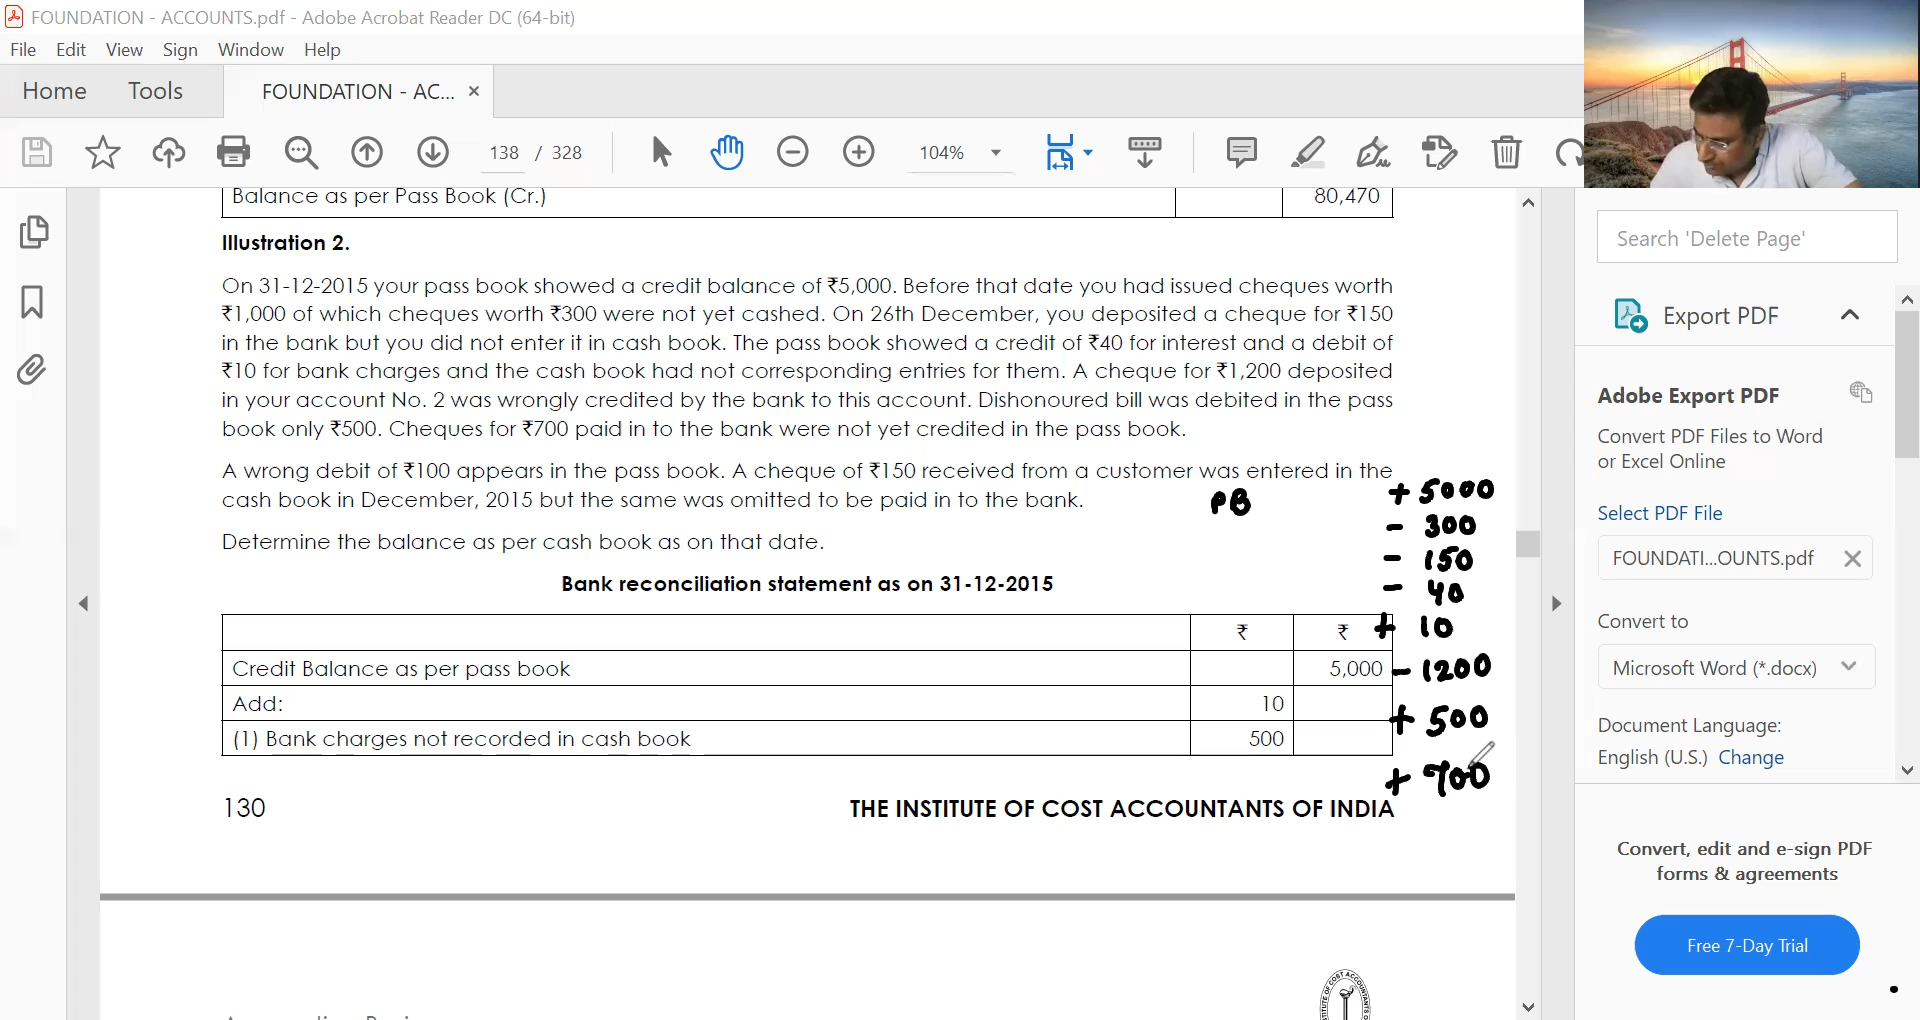 FOUNDATION - ACCOUNTS.pdf - Adobe Acrobat Reader DC (64-bit)
File Edit View Sign Window Help
Home Tools FOUNDATION - AC... ×
138 / 328 104%
Balance as per Pass Book (Cr.) 80,470
Illustration 2.
On 31-12-2015 your pass book showed a credit balance of ₹5,000. Before that date you had issued cheques worth
₹1,000 of which cheques worth ₹300 were not yet cashed. On 26th December, you deposited a cheque for ₹150
in the bank but you did not enter it in cash book. The pass book showed a credit of ₹40 for interest and a debit of
₹10 for bank charges and the cash book had not corresponding entries for them. A cheque for ₹1,200 deposited
in your account No. 2 was wrongly credited by the bank to this account. Dishonoured bill was debited in the pass
book only ₹500. Cheques for ₹700 paid in to the bank were not yet credited in the pass book.
A wrong debit of ₹100 appears in the pass book. A cheque of ₹150 received from a customer was entered in the
cash book in December, 2015 but the same was omitted to be paid in to the bank.
PB + 5000
- 300
Determine the balance as per cash book as on that date.
- 150
Bank reconciliation statement as on 31-12-2015
- 40
₹ ₹
+ 10
Credit Balance as per pass book 5,000
- 1200
Add: 10
+ 500
(1) Bank charges not recorded in cash book 500
+ 700
130 THE INSTITUTE OF COST ACCOUNTANTS OF INDIA
Search 'Delete Page'
Export PDF
Adobe Export PDF
Convert PDF Files to Word
or Excel Online
Select PDF File
FOUNDATI...OUNTS.pdf
Convert to
Microsoft Word (*.docx)
Document Language:
English (U.S.) Change
Convert, edit and e-sign PDF
forms & agreements
Free 7-Day Trial